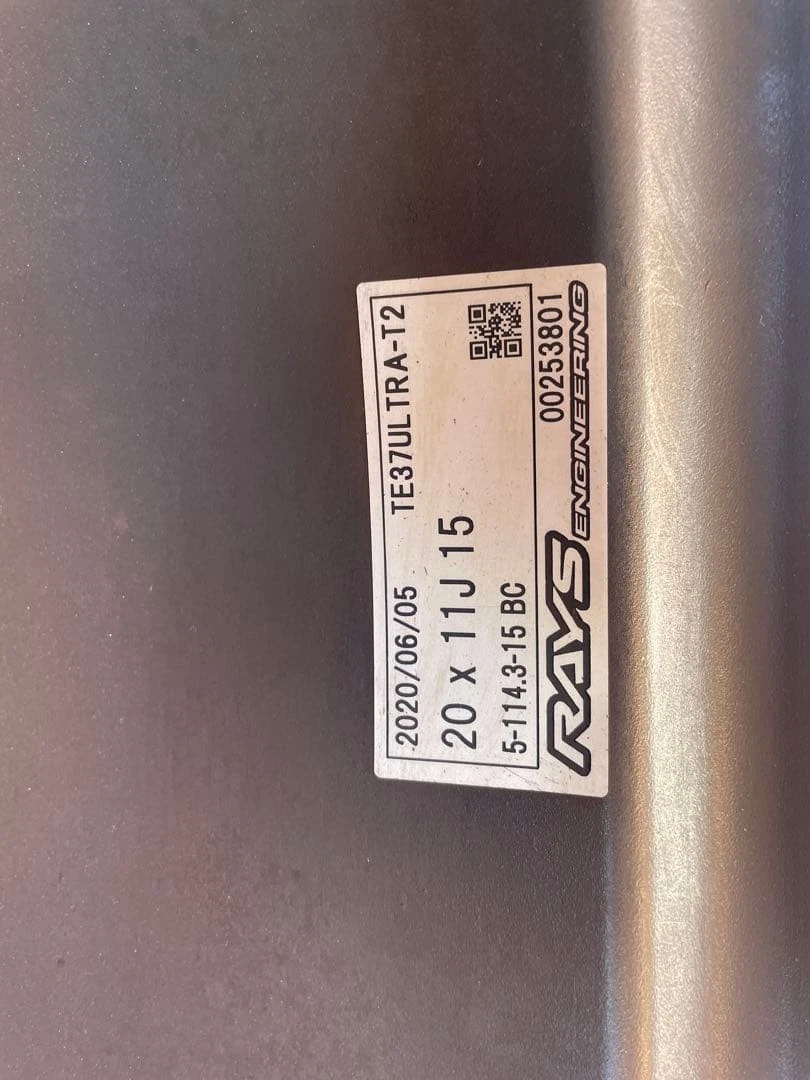 2020/06/05 TE37ULTRA-T2
20 x 11J 15
5-114.3-15 BC
00253801
RAYS ENGINEERING